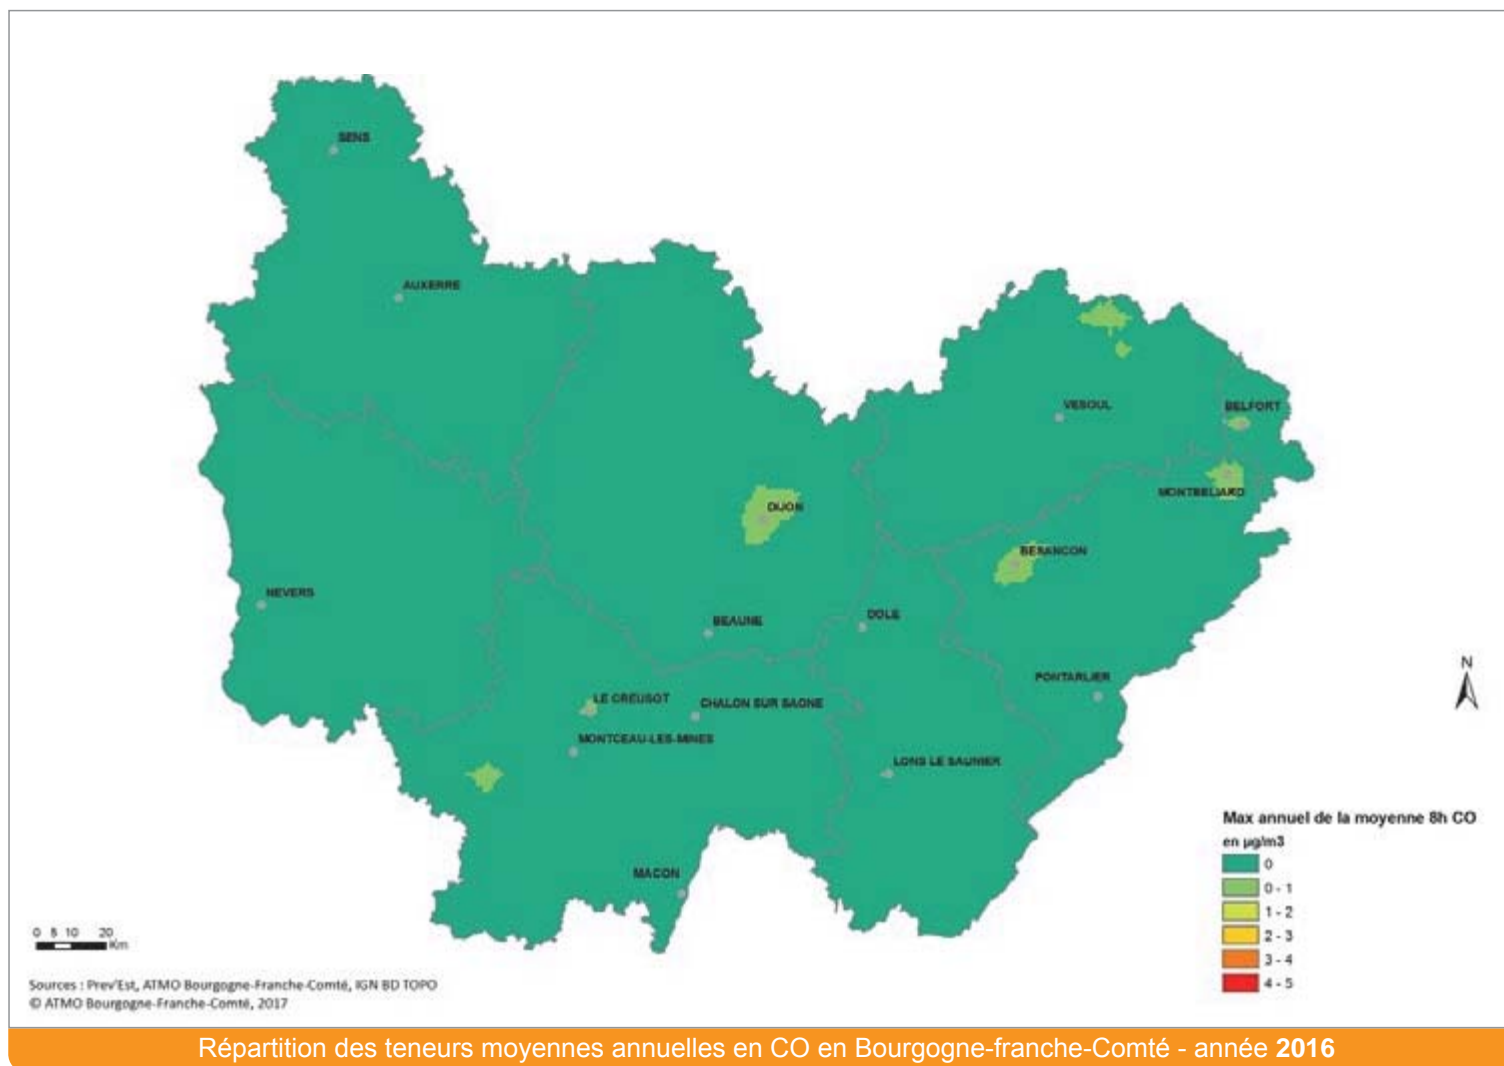 SENS
AUXERRE
VESOUL
BELFORT
MONTBELIARD
DIJON
BESANCON
NEVERS
BEAUNE
DOLE
PONTARLIER
LE CREUSOT
CHALON SUR SAONE
MONTCEAU-LES-MINES
LONS LE SAUNIER
MACON
N
Max annuel de la moyenne 8h CO
en µg/m3
0
0 - 1
1 - 2
2 - 3
3 - 4
4 - 5
0 5 10 20
Km
Sources : Prev'Est, ATMO Bourgogne-Franche-Comté, IGN BD TOPO
© ATMO Bourgogne-Franche-Comté, 2017
Répartition des teneurs moyennes annuelles en CO en Bourgogne-franche-Comté - année 2016